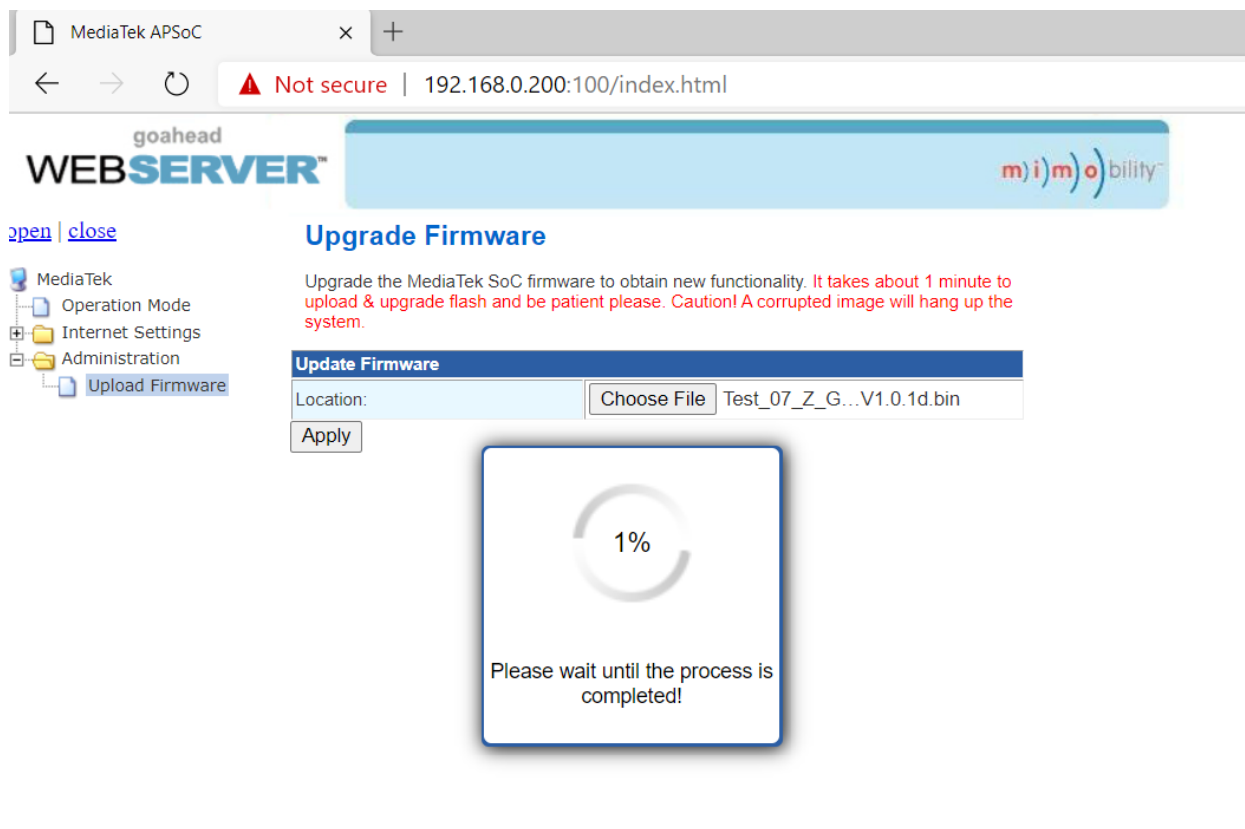 MediaTek APSoC
Not secure | 192.168.0.200:100/index.html
goahead
WEBSERVER™
m)i)m)o)bility™
open | close
MediaTek
Operation Mode
Internet Settings
Administration
Upload Firmware
Upgrade Firmware
Upgrade the MediaTek SoC firmware to obtain new functionality. It takes about 1 minute to
upload & upgrade flash and be patient please. Caution! A corrupted image will hang up the
system.
Update Firmware
Location:
Choose File Test_07_Z_G...V1.0.1d.bin
Apply
1%
Please wait until the process is
completed!